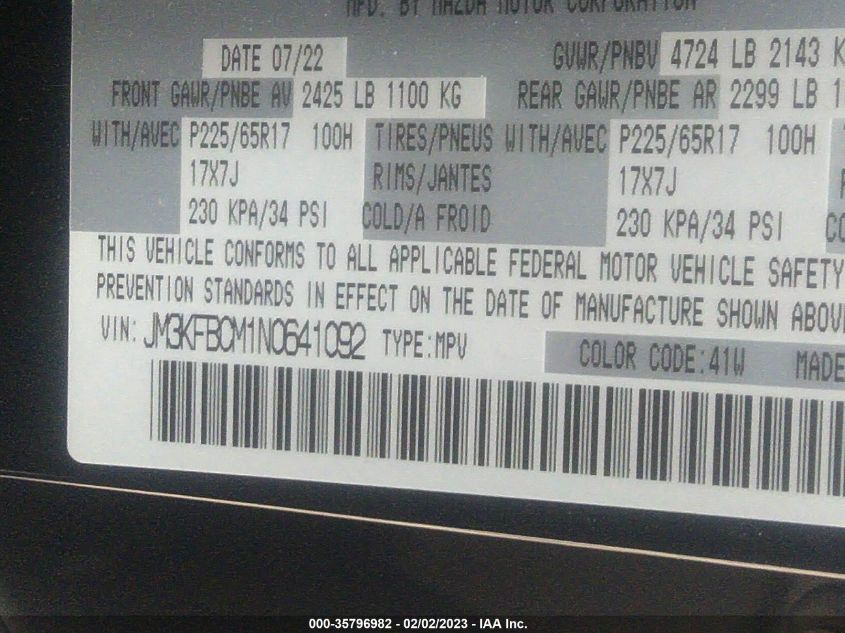 MFD. BY MAZDA MOTOR CORPORATION
DATE 07/22 GVWR/PNBV 4724 LB 2143 K
FRONT GAWR/PNBE AV 2425 LB 1100 KG REAR GAWR/PNBE AR 2299 LB 1
WITH/AVEC P225/65R17 100H TIRES/PNEUS WITH/AVEC P225/65R17 100H
17X7J RIMS/JANTES 17X7J
230 KPA/34 PSI COLD/A FROID 230 KPA/34 PSI CO
THIS VEHICLE CONFORMS TO ALL APPLICABLE FEDERAL MOTOR VEHICLE SAFETY
PREVENTION STANDARDS IN EFFECT ON THE DATE OF MANUFACTURE SHOWN ABOV
VIN: JM3KFBCM1N0641092 TYPE:MPV COLOR CODE:41W MADE
000-35796982 - 02/02/2023 - IAA Inc.